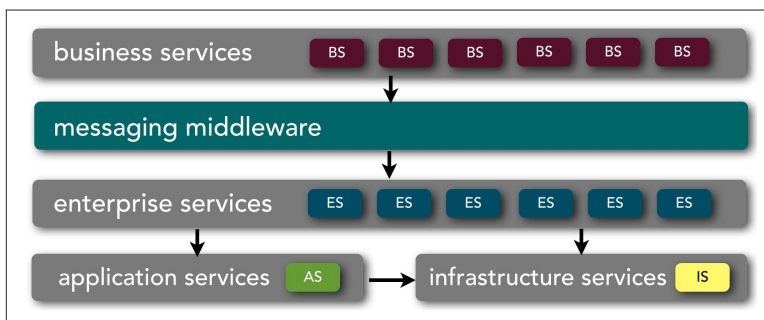 business services BS BS BS BS BS BS
messaging middleware
enterprise services ES ES ES ES ES ES
application services AS infrastructure services IS